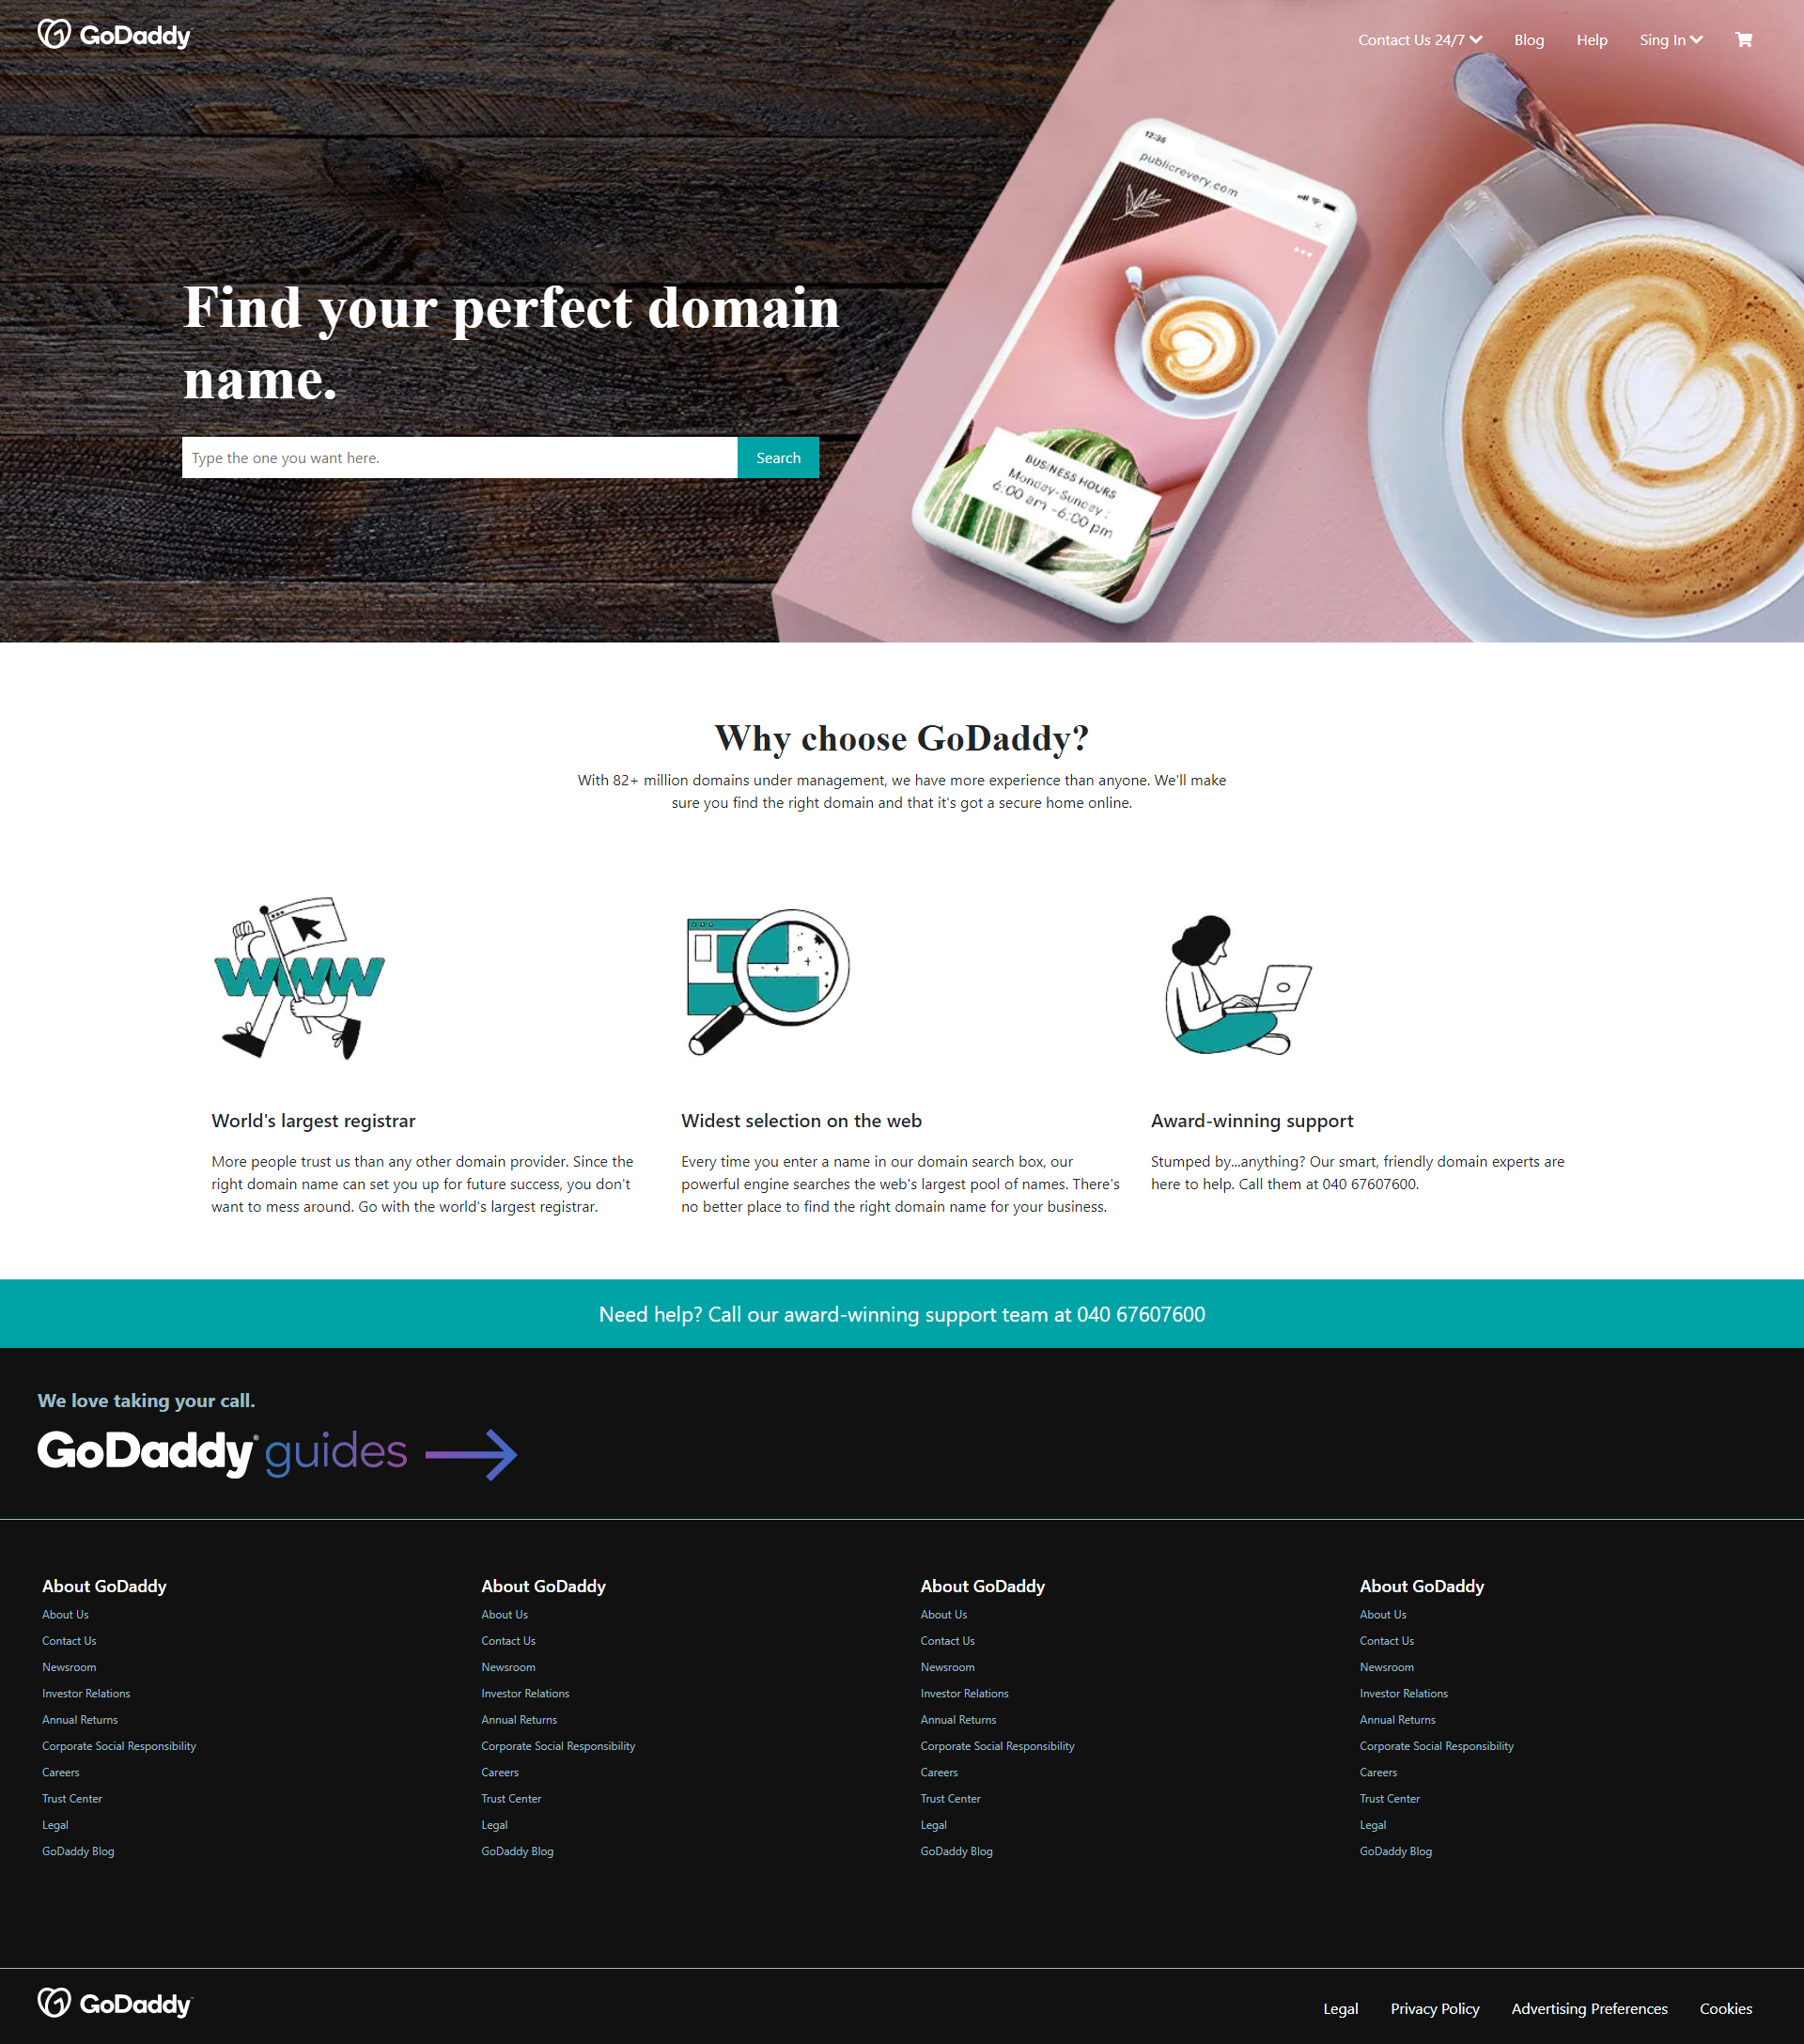 GoDaddy
Contact Us 24/7
Blog
Help
Sing In
12:36
publicrevery.com
Find your perfect domain
name.
Type the one you want here.
Search
BUSINESS HOURS
Monday-Sunday :
6:00 am -6:00 pm
Why choose GoDaddy?
With 82+ million domains under management, we have more experience than anyone. We'll make
sure you find the right domain and that it's got a secure home online.
WWW
World's largest registrar
More people trust us than any other domain provider. Since the
right domain name can set you up for future success, you don't
want to mess around. Go with the world's largest registrar.
Widest selection on the web
Every time you enter a name in our domain search box, our
powerful engine searches the web's largest pool of names. There's
no better place to find the right domain name for your business.
Award-winning support
Stumped by...anything? Our smart, friendly domain experts are
here to help. Call them at 040 67607600.
Need help? Call our award-winning support team at 040 67607600
We love taking your call.
GoDaddy® guides
About GoDaddy
About Us
Contact Us
Newsroom
Investor Relations
Annual Returns
Corporate Social Responsibility
Careers
Trust Center
Legal
GoDaddy Blog
About GoDaddy
About Us
Contact Us
Newsroom
Investor Relations
Annual Returns
Corporate Social Responsibility
Careers
Trust Center
Legal
GoDaddy Blog
About GoDaddy
About Us
Contact Us
Newsroom
Investor Relations
Annual Returns
Corporate Social Responsibility
Careers
Trust Center
Legal
GoDaddy Blog
About GoDaddy
About Us
Contact Us
Newsroom
Investor Relations
Annual Returns
Corporate Social Responsibility
Careers
Trust Center
Legal
GoDaddy Blog
GoDaddy
Legal
Privacy Policy
Advertising Preferences
Cookies